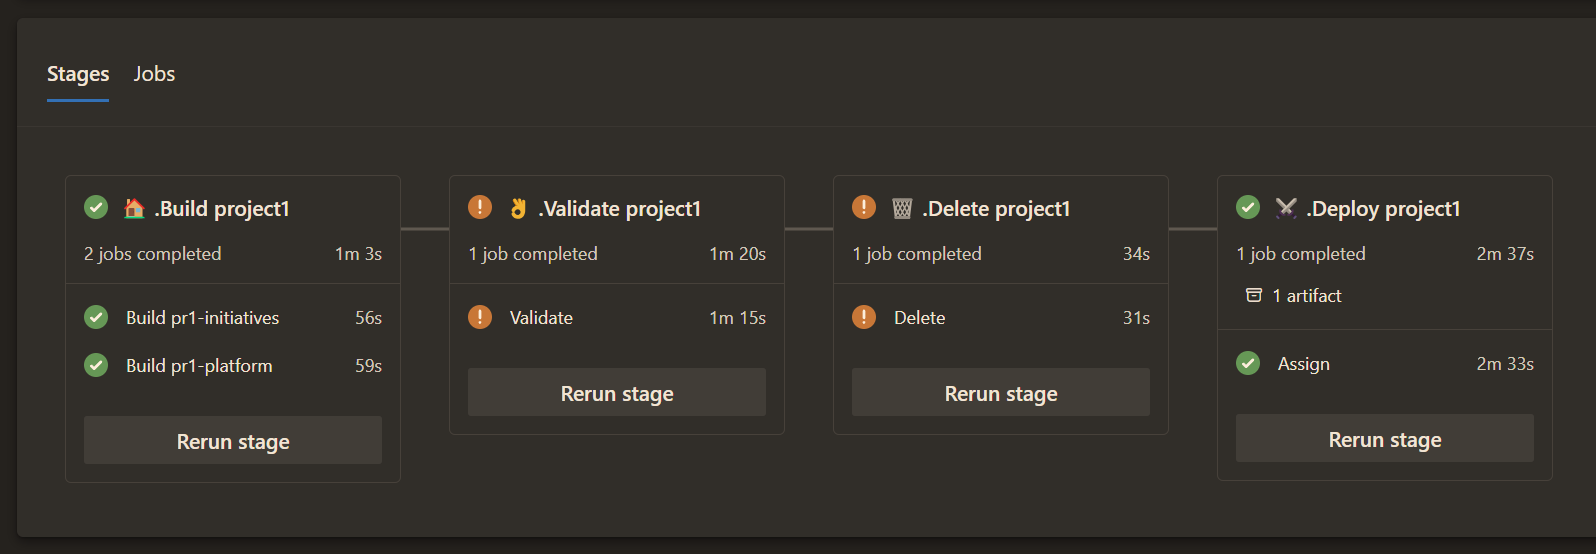 Stages Jobs
.Build project1
2 jobs completed 1m 3s
Build pr1-initiatives 56s
Build pr1-platform 59s
Rerun stage
.Validate project1
1 job completed 1m 20s
Validate 1m 15s
Rerun stage
.Delete project1
1 job completed 34s
Delete 31s
Rerun stage
.Deploy project1
1 job completed 2m 37s
1 artifact
Assign 2m 33s
Rerun stage